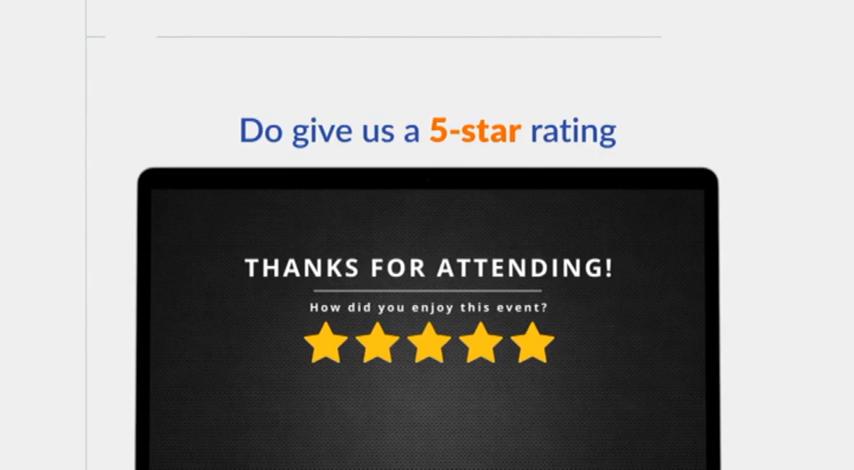 Do give us a 5-star rating
THANKS FOR ATTENDING!
How did you enjoy this event?